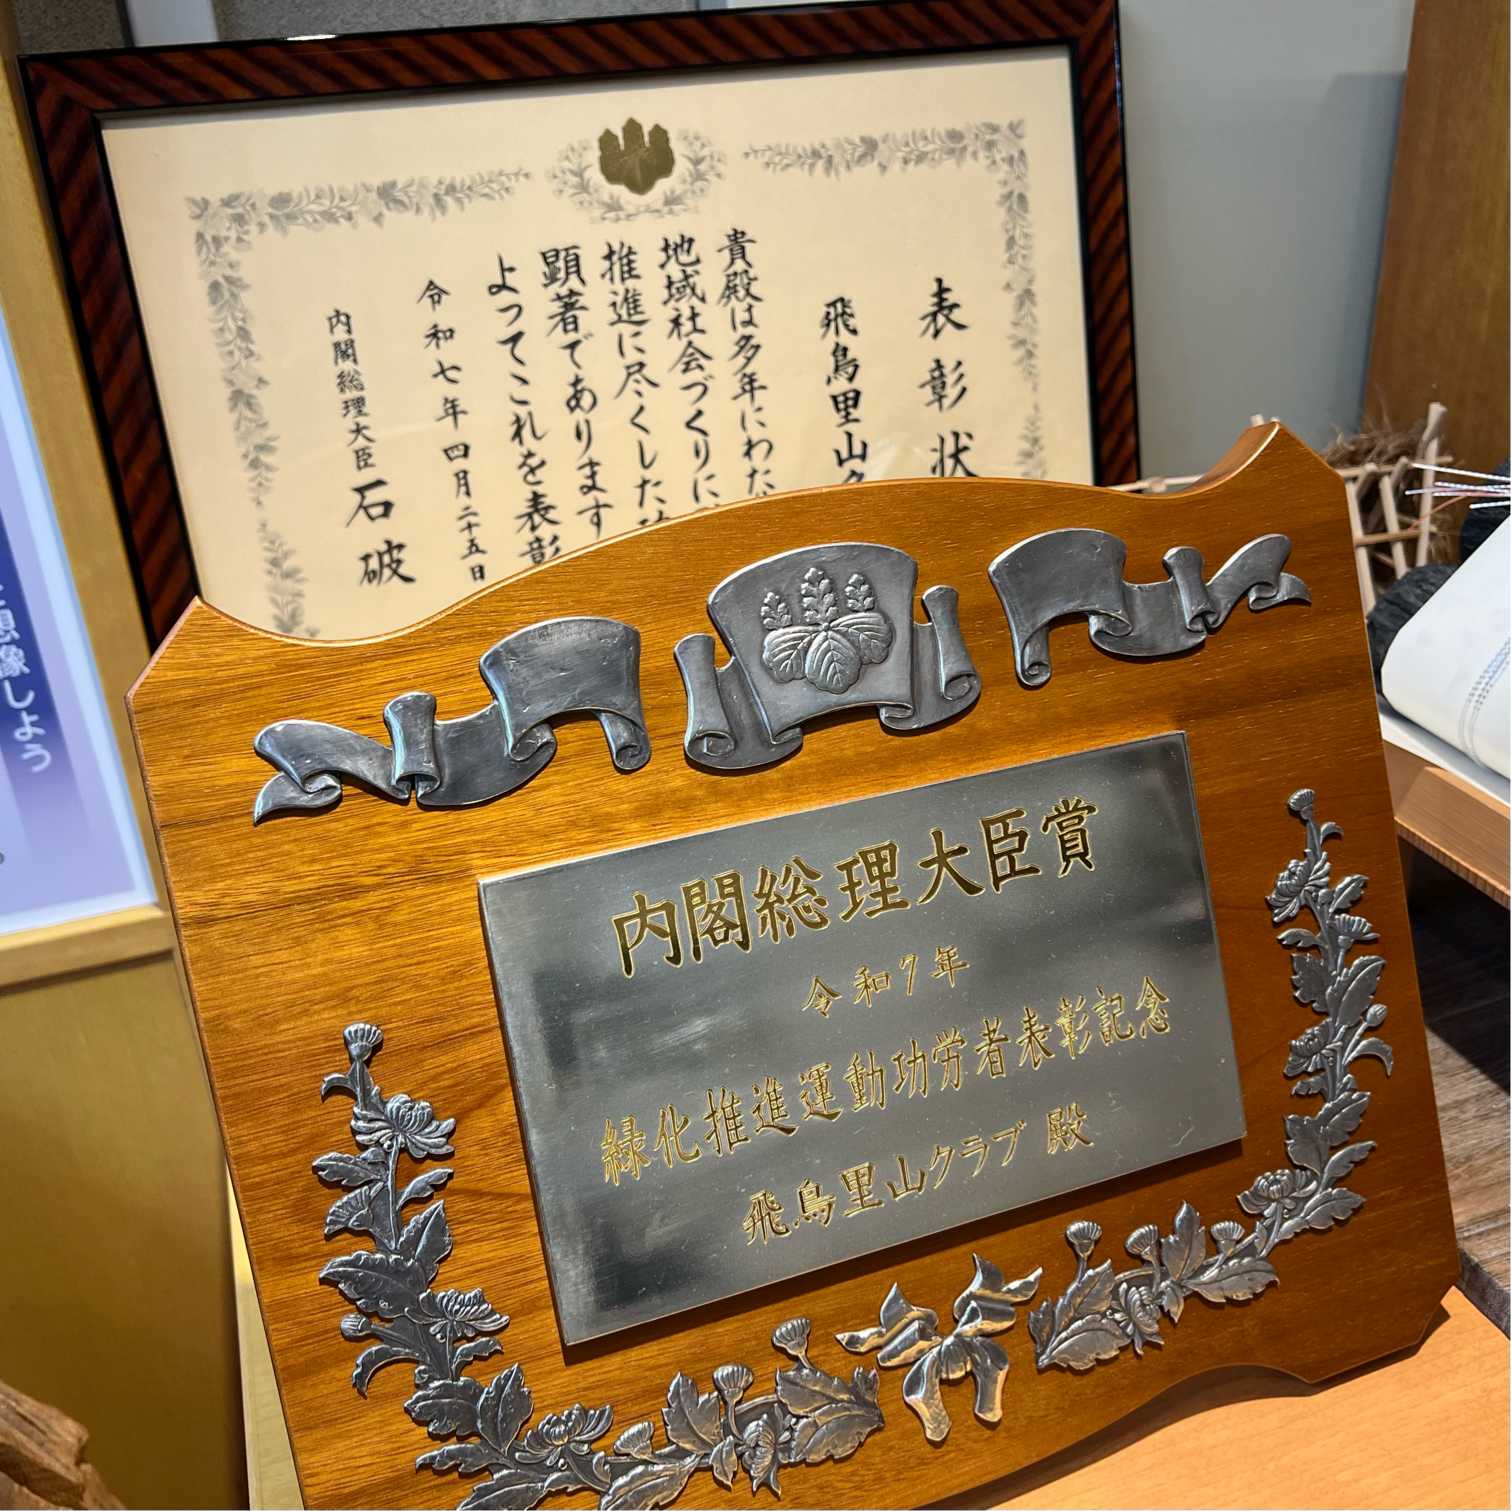 表彰状
飛鳥里山ク
貴殿は多年にわた
地域社会づくりに
推進に尽くした
顕著であります
よってこれを表彰
令和七年四月二十五日
内閣総理大臣 石破
想像しよう
内閣総理大臣賞
令和7年
緑化推進運動功労者表彰記念
飛鳥里山クラブ 殿